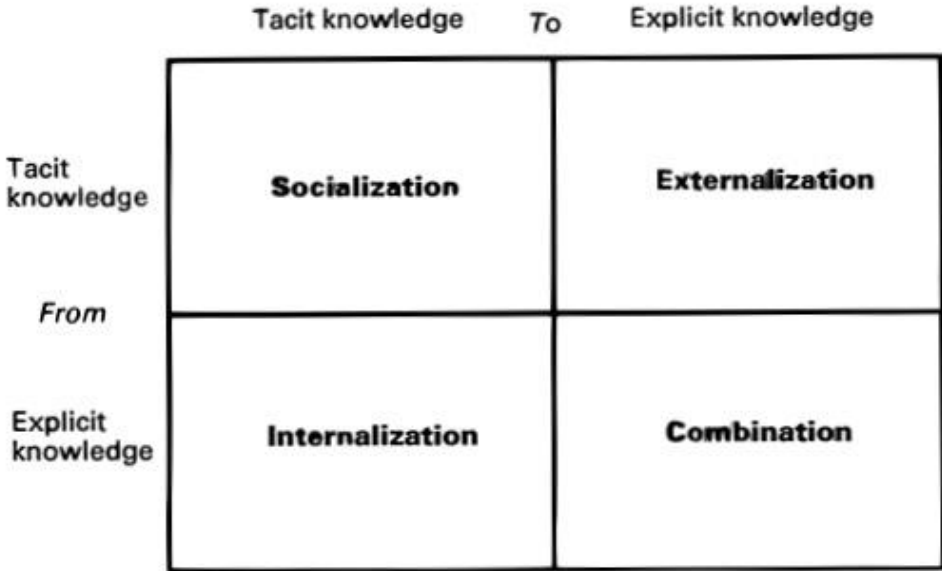 Tacit knowledge To Explicit knowledge
Tacit
knowledge
Socialization
Externalization
From
Explicit
knowledge
Internalization
Combination